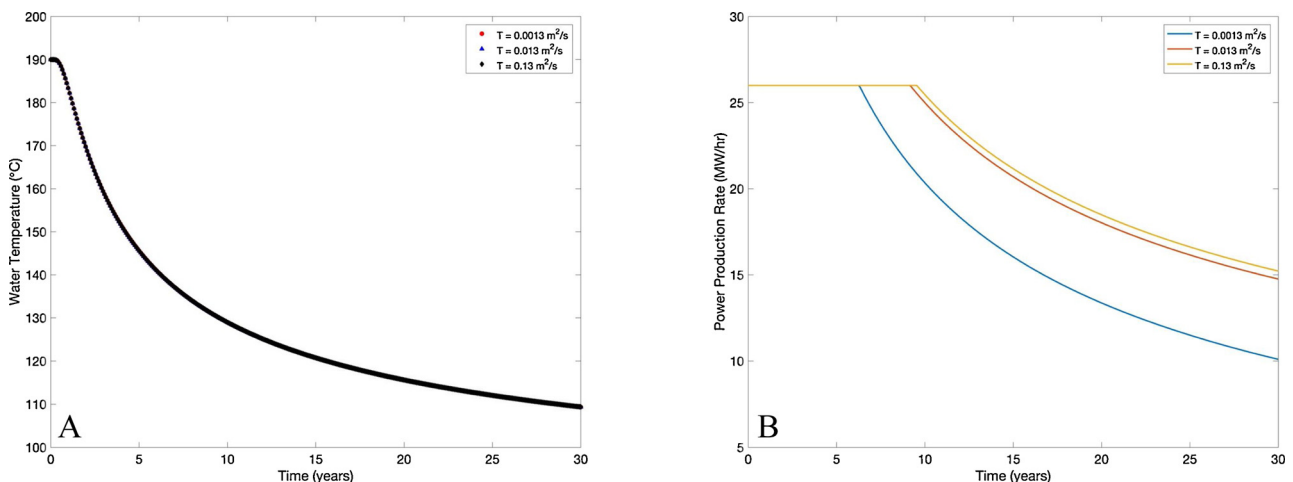 190
180
170
160
150
140
130
120
110
100
Water Temperature (°C)
0
5
10
15
20
25
30
Time (years)
T = 0.0013 m²/s
T = 0.013 m²/s
T = 0.13 m²/s
A
200
30
25
20
15
10
5
Power Production Rate (MW/hr)
0
5
10
15
20
25
30
Time (years)
T = 0.0013 m²/s
T = 0.013 m²/s
T = 0.13 m²/s
B